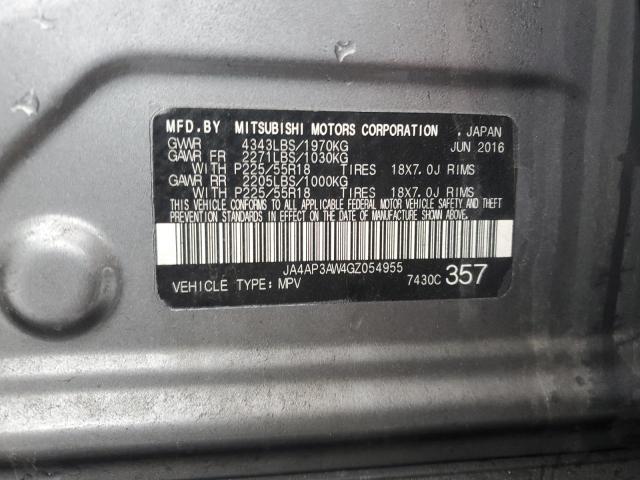 MFD.BY MITSUBISHI MOTORS CORPORATION . JAPAN
GVWR 4343LBS/1970KG JUN 2016
GAWR FR 2271LBS/1030KG
WITH P225/55R18 TIRES 18X7.0J RIMS
GAWR RR 2205LBS/1000KG
WITH P225/55R18 TIRES 18X7.0J RIMS
THIS VEHICLE CONFORMS TO ALL APPLICABLE FEDERAL MOTOR VEHICLE SAFETY AND THEFT
PREVENTION STANDARDS IN EFFECT ON THE DATE OF MANUFACTURE SHOWN ABOVE.
JA4AP3AW4GZ054955
VEHICLE TYPE: MPV 7430C 357